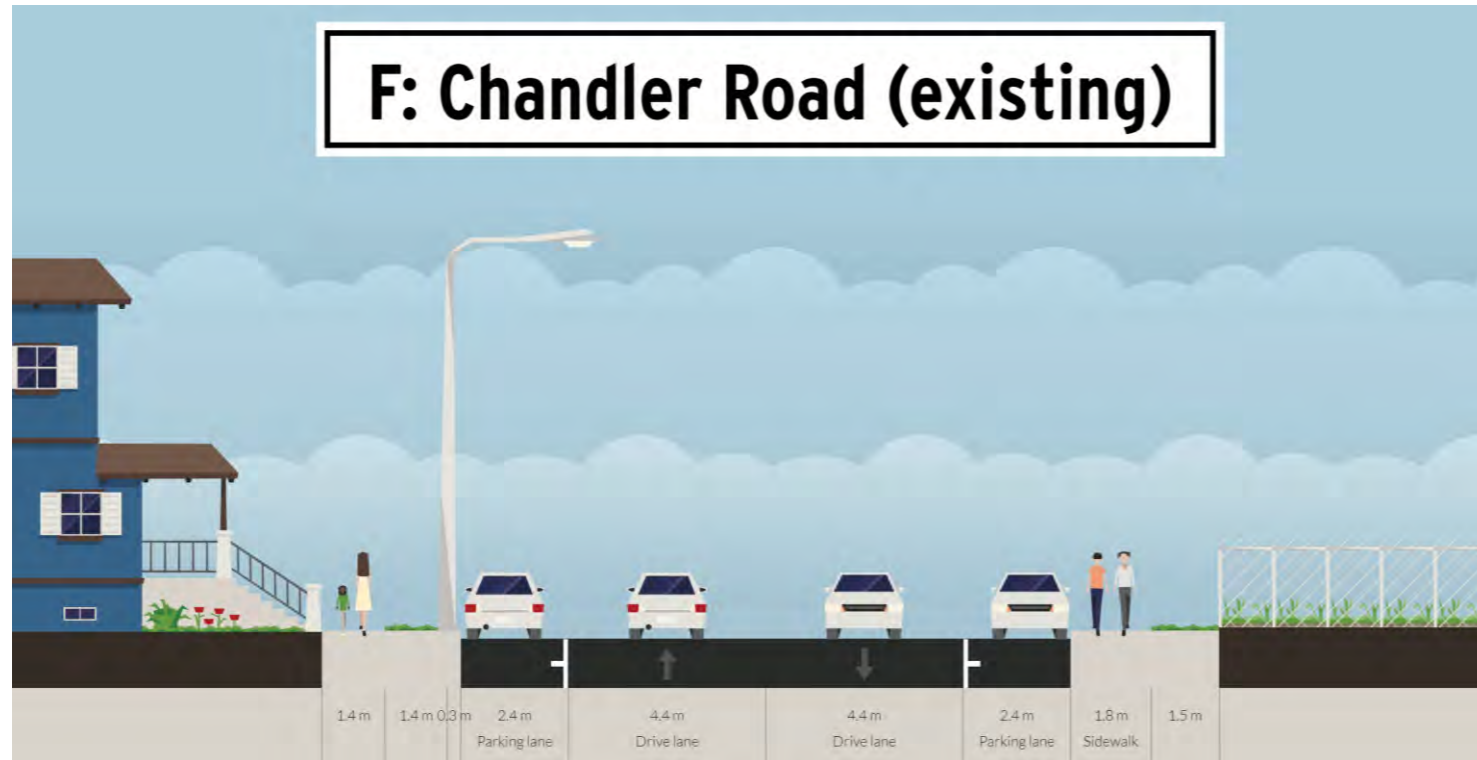 F: Chandler Road (existing)
1.4 m 1.4 m 0.3 m 2.4 m 4.4 m 4.4 m 2.4 m 1.8 m 1.5 m
Parking lane Drive lane Drive lane Parking lane Sidewalk